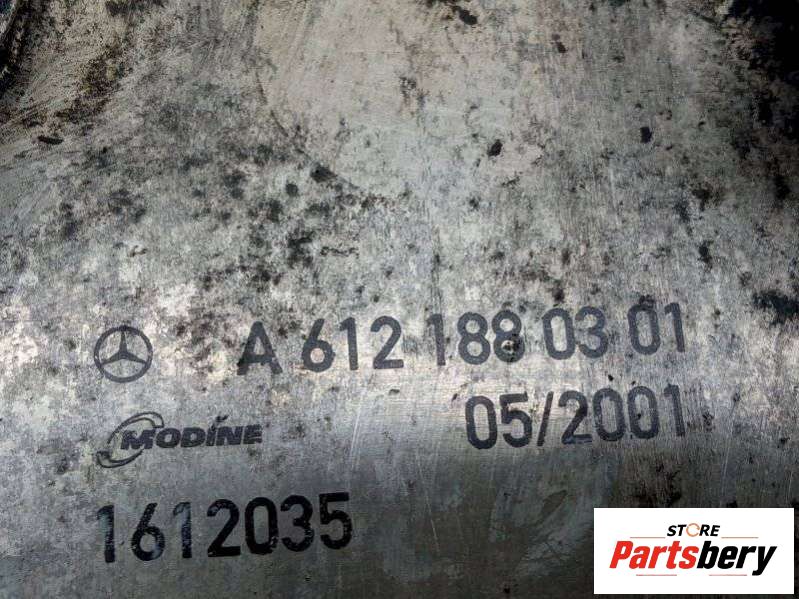 A 612 188 03 01
MODINE
05/2001
1612035
STORE
Partsbery